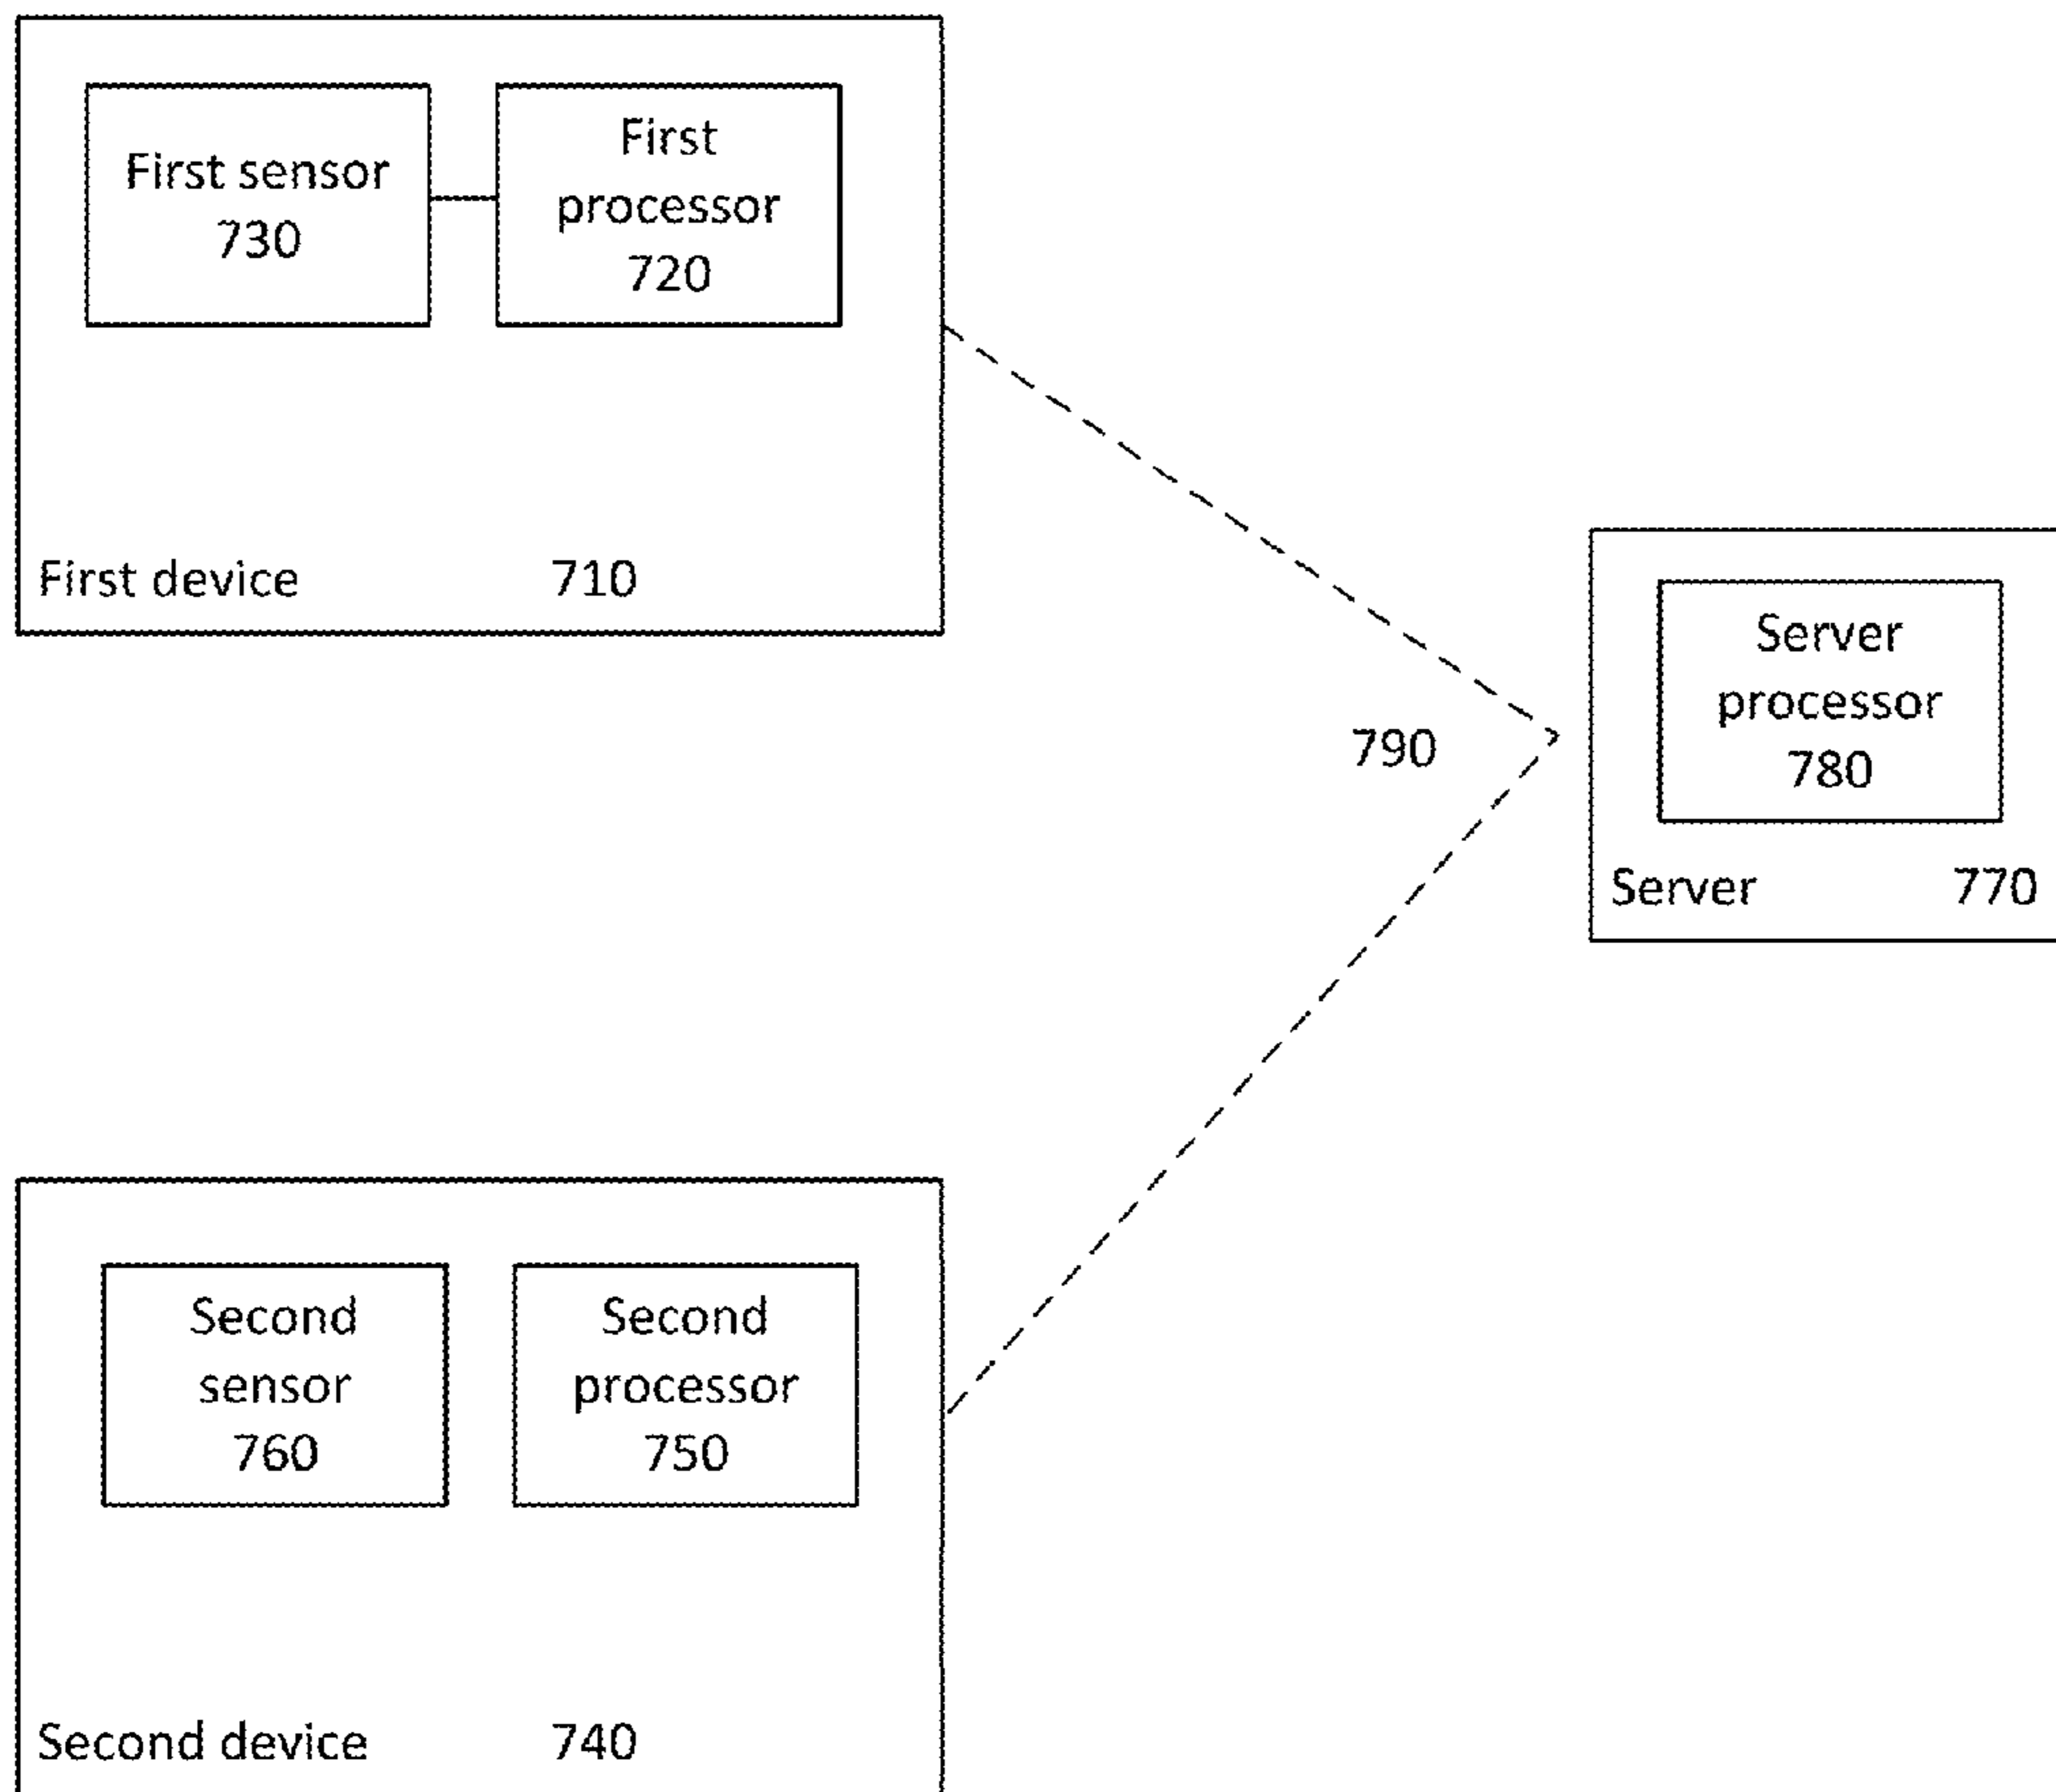 First sensor
730
First
processor
720
First device 710
790
Server
processor
780
Server 770
Second
sensor
760
Second
processor
750
Second device 740